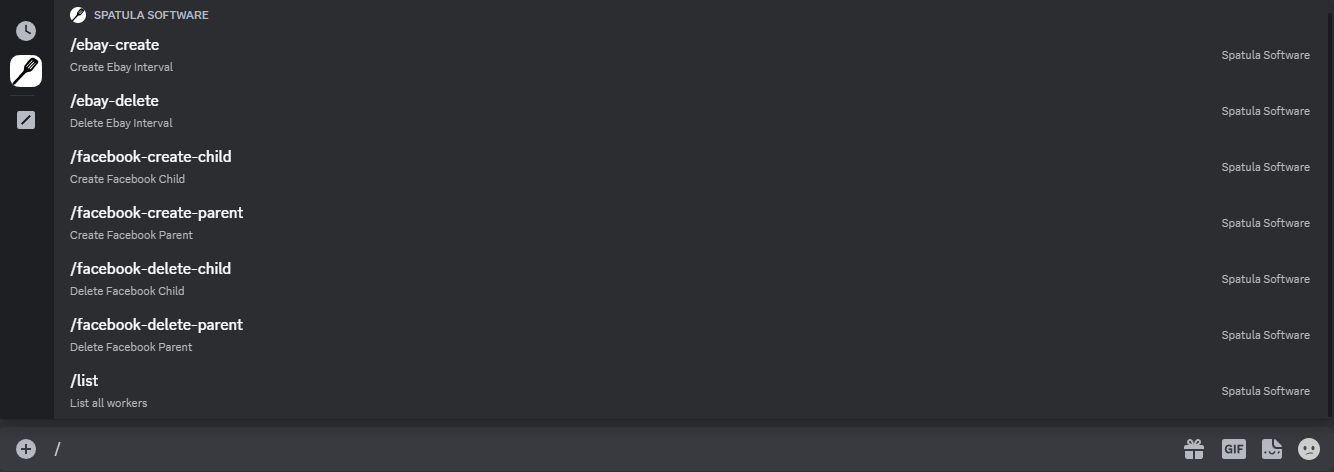 SPATULA SOFTWARE
/ebay-create
Create Ebay Interval
Spatula Software
/ebay-delete
Delete Ebay Interval
Spatula Software
/facebook-create-child
Create Facebook Child
Spatula Software
/facebook-create-parent
Create Facebook Parent
Spatula Software
/facebook-delete-child
Delete Facebook Child
Spatula Software
/facebook-delete-parent
Delete Facebook Parent
Spatula Software
/list
List all workers
Spatula Software
/
GIF